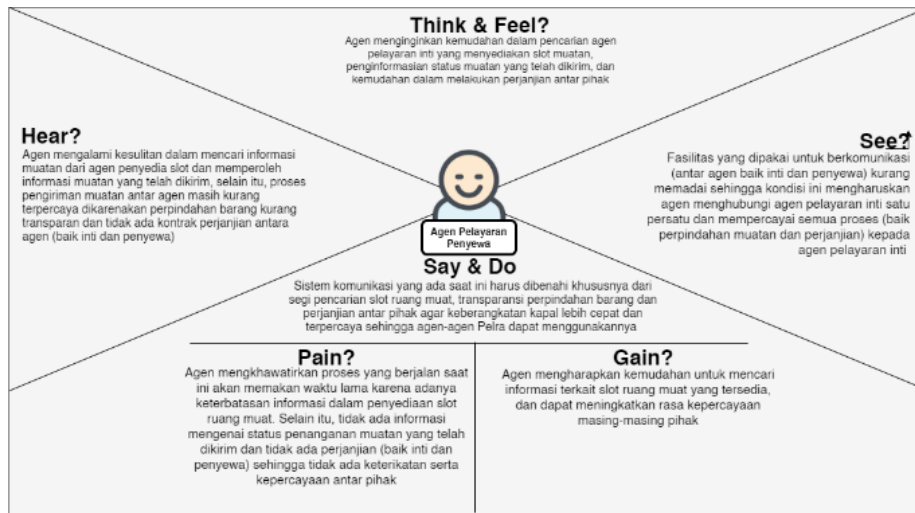 Think & Feel?
Agen menginginkan kemudahan dalam pencarian agen
pelayaran inti yang menyediakan slot muatan,
penginformasian status muatan yang telah dikirim, dan
kemudahan dalam melakukan perjanjian antar pihak
Hear?
Agen mengalami kesulitan dalam mencari informasi
muatan dari agen penyedia slot dan memperoleh
informasi muatan yang telah dikirim, selain itu, proses
pengiriman muatan antar agen masih kurang
terpercaya dikarenakan perpindahan barang kurang
transparan dan tidak ada kontrak perjanjian antara
agen (baik inti dan penyewa)
See?
Fasilitas yang dipakai untuk berkomunikasi
(antar agen baik inti dan penyewa) kurang
memadai sehingga kondisi ini mengharuskan
agen menghubungi agen pelayaran inti satu
persatu dan mempercayai semua proses (baik
perpindahan muatan dan perjanjian) kepada
agen pelayaran inti
Agen Pelayaran
Penyewa
Say & Do
Sistem komunikasi yang ada saat ini harus dibenahi khususnya dari
segi pencarian slot ruang muat, transparansi perpindahan barang dan
perjanjian antar pihak agar keberangkatan kapal lebih cepat dan
terpercaya sehingga agen-agen Pelra dapat menggunakannya
Pain?
Agen mengkhawatirkan proses yang berjalan saat
ini akan memakan waktu lama karena adanya
keterbatasan informasi dalam penyediaan slot
ruang muat. Selain itu, tidak ada informasi
mengenai status penanganan muatan yang telah
dikirim dan tidak ada perjanjian (baik inti dan
penyewa) sehingga tidak ada keterikatan serta
kepercayaan antar pihak
Gain?
Agen mengharapkan kemudahan untuk mencari
informasi terkait slot ruang muat yang tersedia,
dan dapat meningkatkan rasa kepercayaan
masing-masing pihak